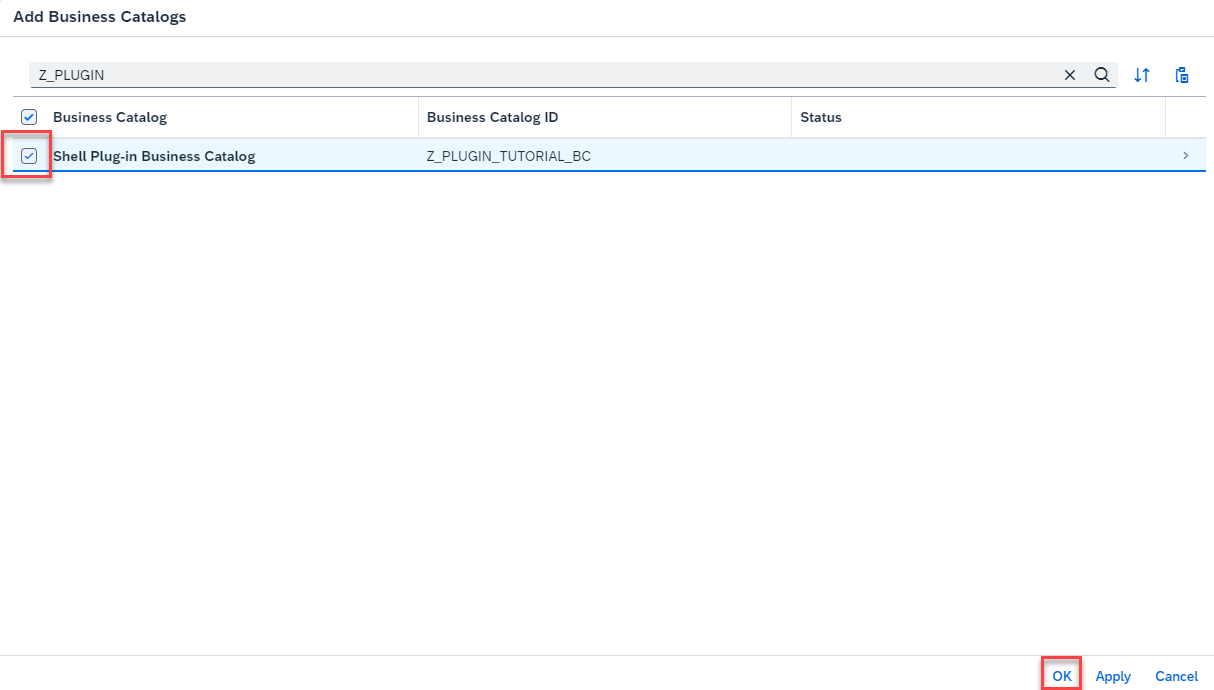 Add Business Catalogs
Z_PLUGIN
Business Catalog Business Catalog ID Status
Shell Plug-in Business Catalog Z_PLUGIN_TUTORIAL_BC
OK Apply Cancel